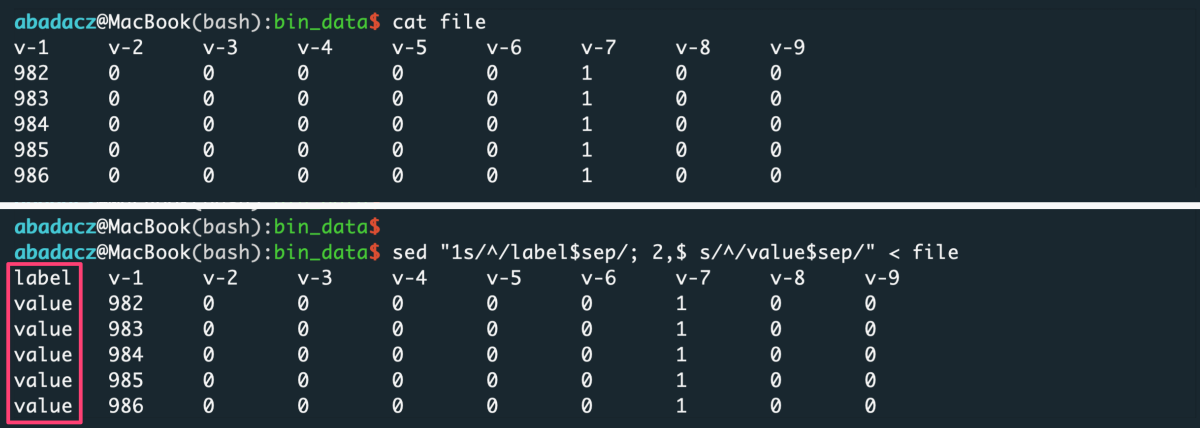 abadacz@MacBook(bash):bin_data$ cat file
v-1 v-2 v-3 v-4 v-5 v-6 v-7 v-8 v-9
982 0 0 0 0 0 1 0 0
983 0 0 0 0 0 1 0 0
984 0 0 0 0 0 1 0 0
985 0 0 0 0 0 1 0 0
986 0 0 0 0 0 1 0 0
abadacz@MacBook(bash):bin_data$
abadacz@MacBook(bash):bin_data$ sed "1s/^/label$sep/; 2,$ s/^/value$sep/" < file
label v-1 v-2 v-3 v-4 v-5 v-6 v-7 v-8 v-9
value 982 0 0 0 0 0 1 0 0
value 983 0 0 0 0 0 1 0 0
value 984 0 0 0 0 0 1 0 0
value 985 0 0 0 0 0 1 0 0
value 986 0 0 0 0 0 1 0 0